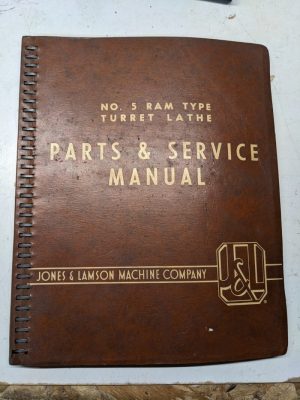 NO. 5 RAM TYPE
TURRET LATHE
PARTS & SERVICE
MANUAL
JONES & LAMSON MACHINE COMPANY
J&L